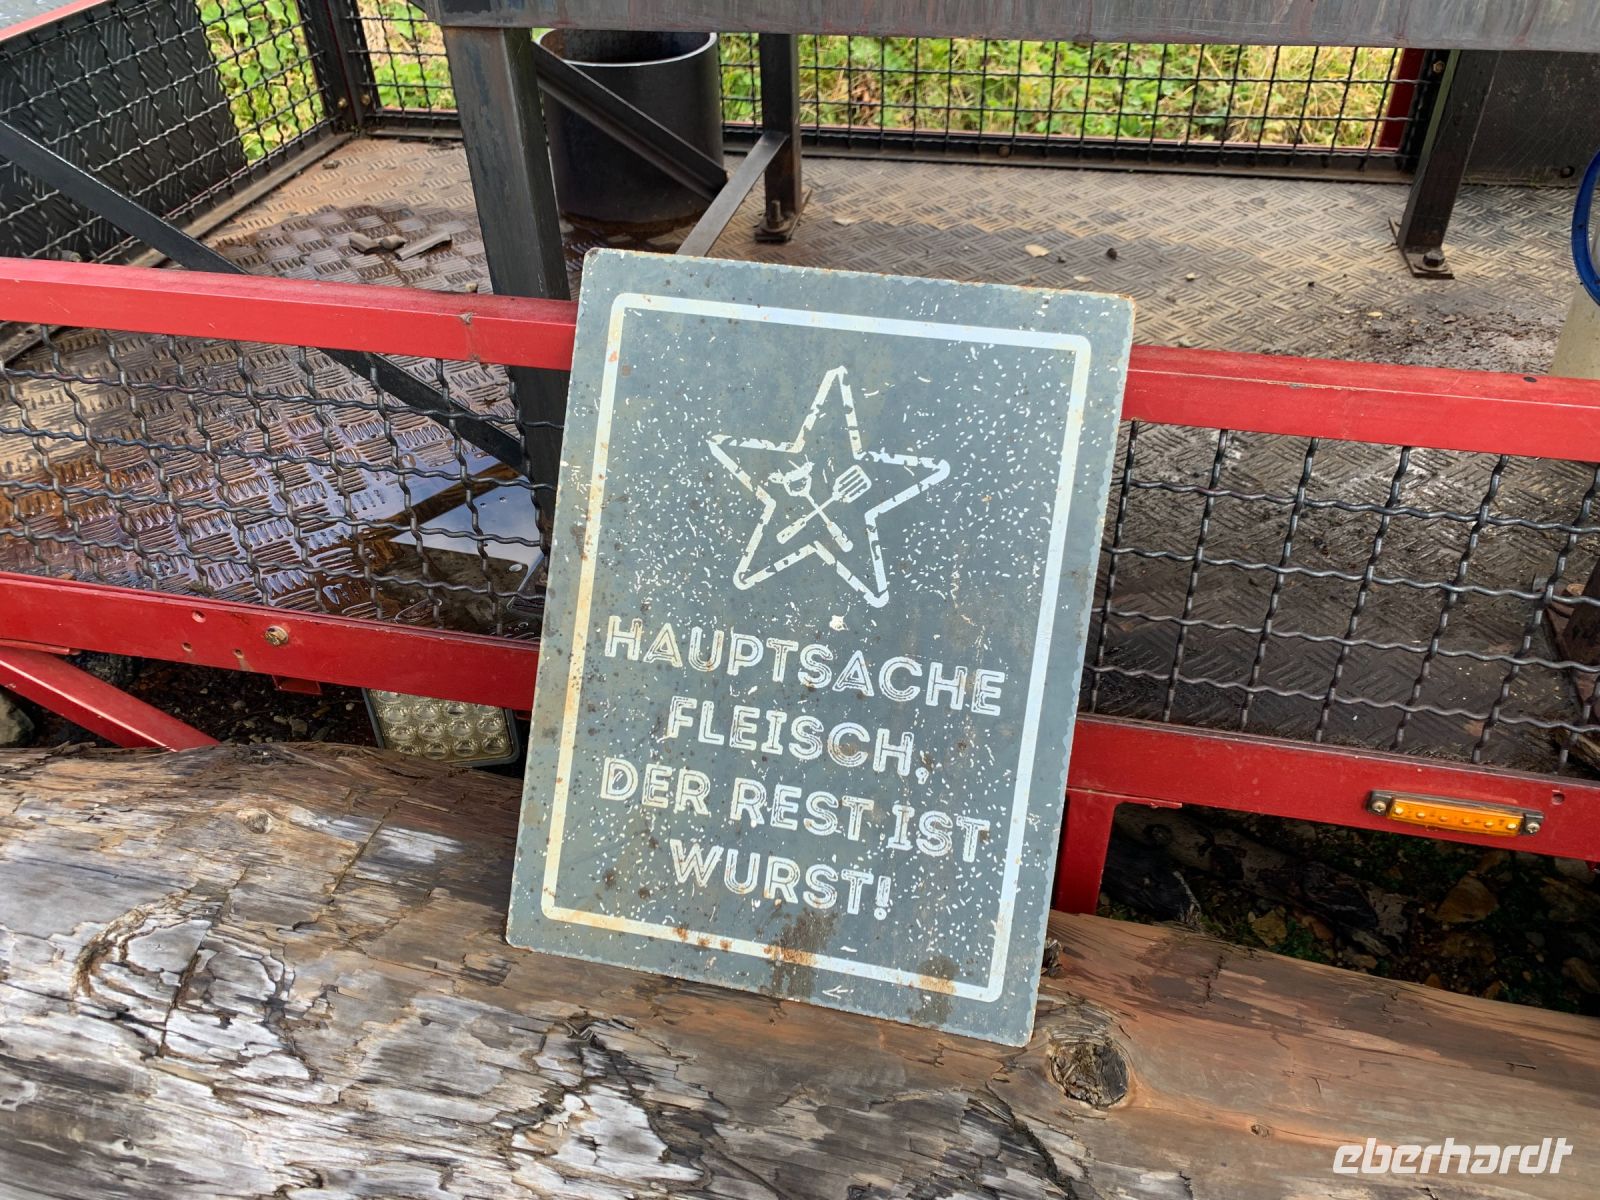 HAUPTSACHE
FLEISCH,
DER REST IST
WURST!
eberhardt